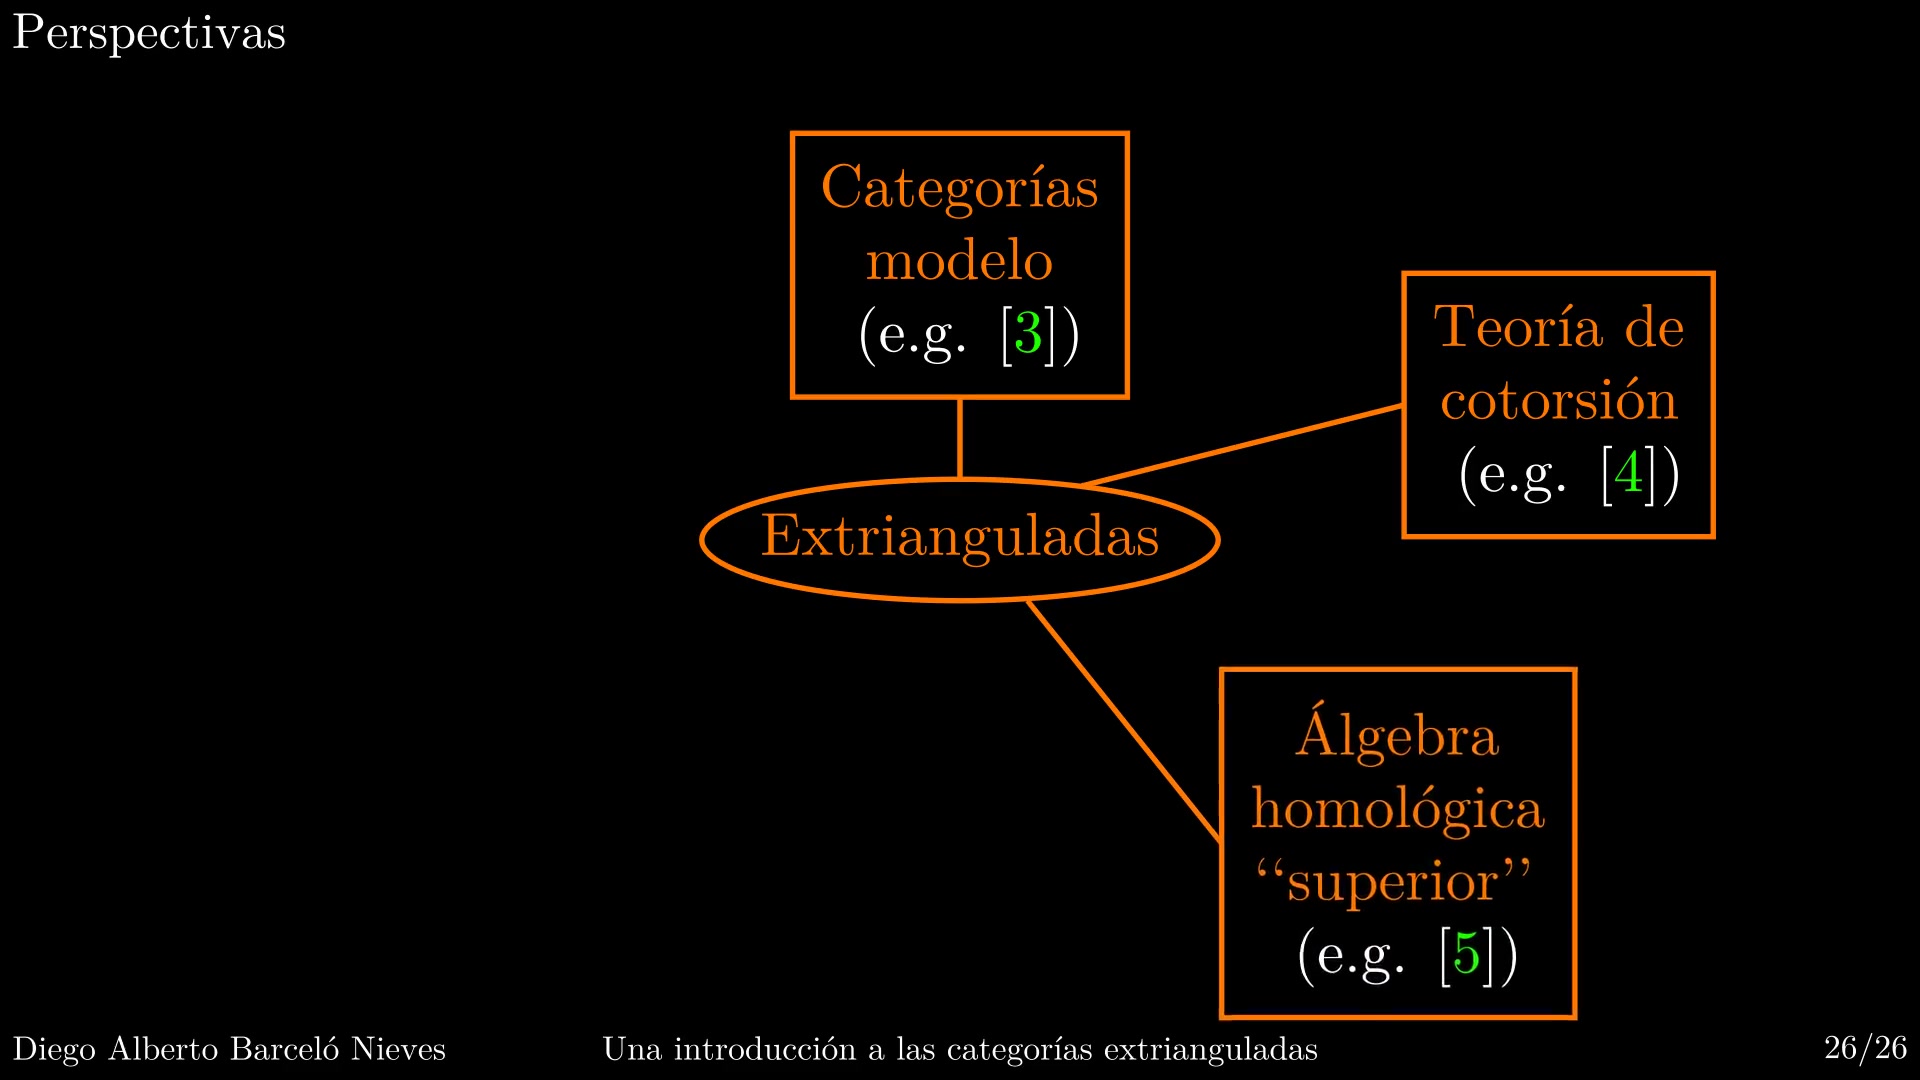 Perspectivas
Categorías
modelo
(e.g. [3])
Teoría de
cotorsión
(e.g. [4])
Extrianguladas
Álgebra
homológica
“superior”
(e.g. [5])
Diego Alberto Barceló Nieves
Una introducción a las categorías extrianguladas
26/26